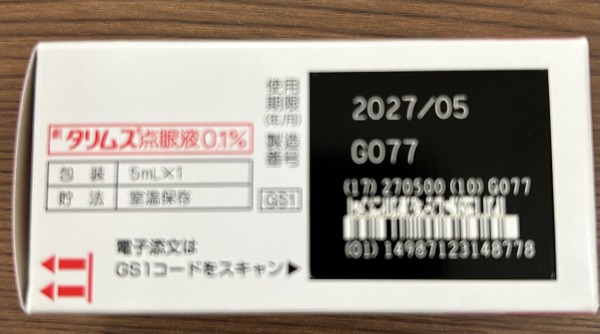 タリムス点眼液0.1%
包 装 5mL×1
貯 法 室温保存
使用
期限
(年/月)
製造
番号
GS1
電子添文は
GS1コードをスキャン▶
2027/05
G077
(17) 270500 (10) G077
(01) 14987123148778